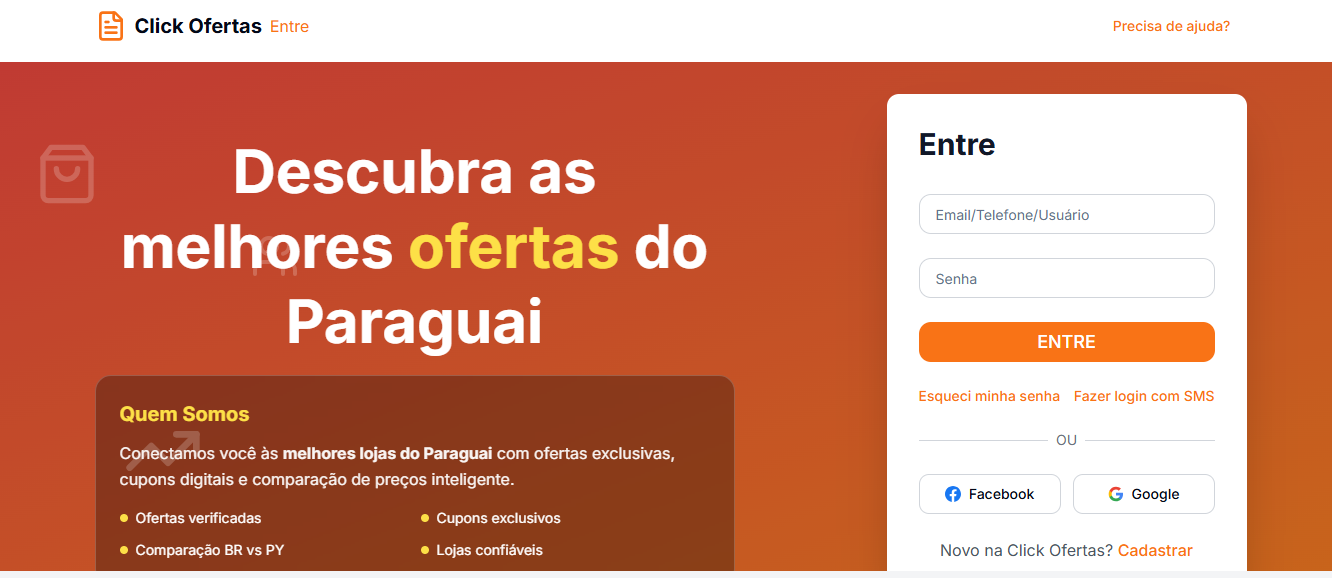 Click Ofertas Entre
Precisa de ajuda?
Descubra as
melhores ofertas do
Paraguai
Quem Somos
Conectamos você às melhores lojas do Paraguai com ofertas exclusivas,
cupons digitais e comparação de preços inteligente.
Ofertas verificadas
Cupons exclusivos
Comparação BR vs PY
Lojas confiáveis
Entre
Email/Telefone/Usuário
Senha
ENTRE
Esqueci minha senha
Fazer login com SMS
OU
Facebook
Google
Novo na Click Ofertas? Cadastrar